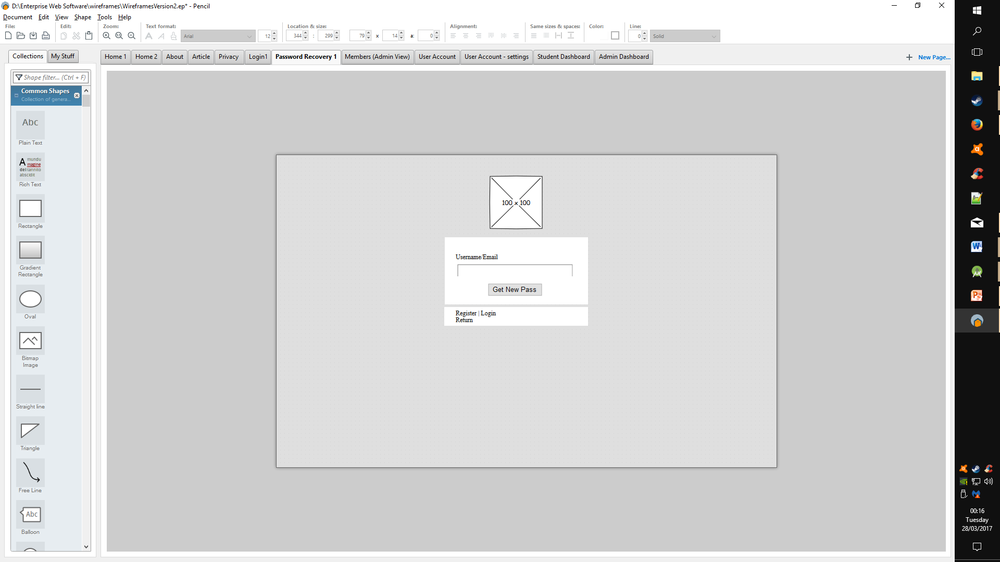 D:\Enterprise Web Software\wireframes\WireframesVersion2.ep* - Pencil
Document Edit View Shape Tools Help
File: Edit: Zoom: Text format: Location & size: Alignment: Same sizes & spaces: Color: Line:
1:1 Arial 12 344 : 299 79 x 14 a: 0 0 Solid
Collections My Stuff
Home 1 Home 2 About Article Privacy Login1 Password Recovery 1 Members (Admin View) User Account User Account - settings Student Dashboard Admin Dashboard New Page...
Shape filter... (Ctrl + F)
Common Shapes
Collection of genera...
Abc
Plain Text
A mundu
magine
del tannito
abscidit
Rich Text
Rectangle
Gradient
Rectangle
Oval
Bitmap
Image
Straight line
Triangle
Free Line
Abc
Balloon
100 x 100
Username/Email
Get New Pass
Register | Login
Return
00:16
Tuesday
28/03/2017